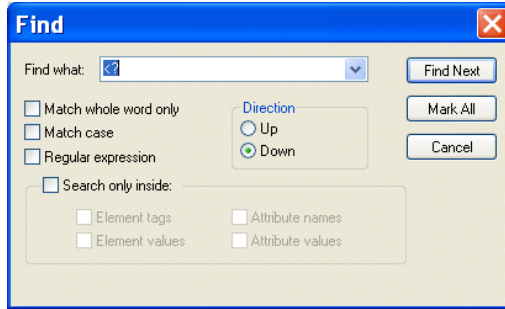 Find
Find what: <?
Find Next
Match whole word only
Direction
Mark All
Match case
Up
Regular expression
Down
Cancel
Search only inside:
Element tags
Attribute names
Element values
Attribute values